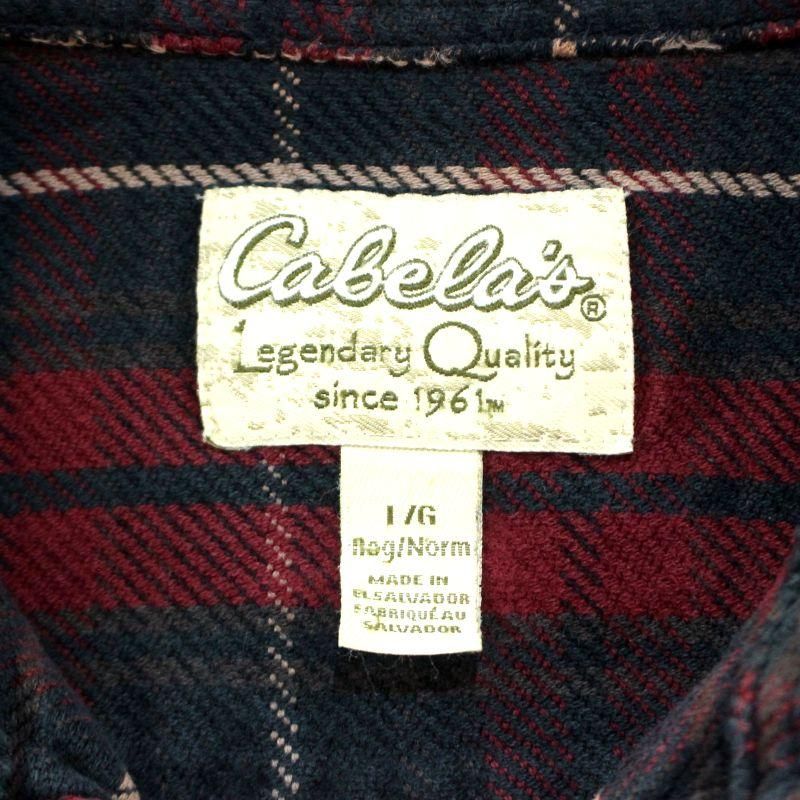 Cabela's®
Legendary Quality
since 1961™
L/G
Reg/Norm
MADE IN
EL SALVADOR
FABRIQUÉ AU
SALVADOR